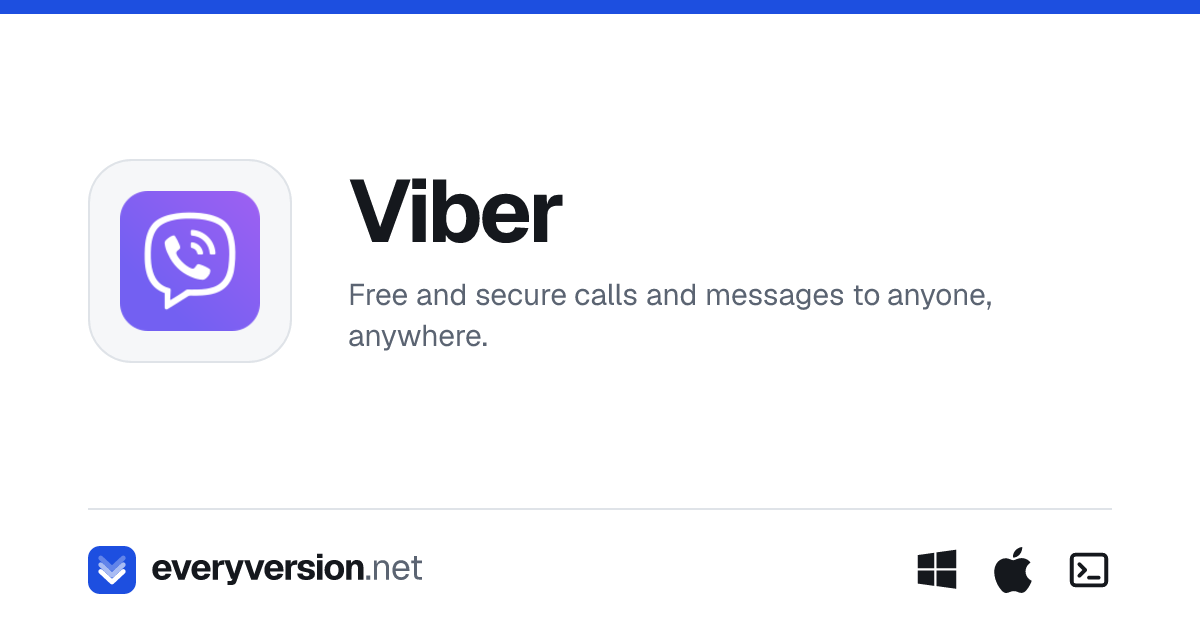 Viber
Free and secure calls and messages to anyone,
anywhere.
everyversion.net